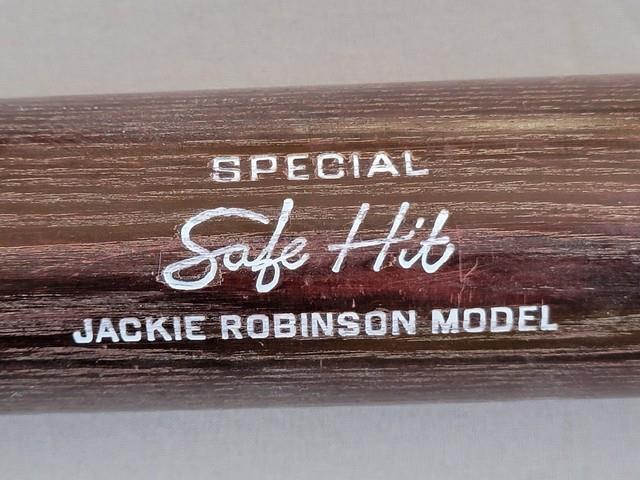 SPECIAL
Safe Hit
JACKIE ROBINSON MODEL